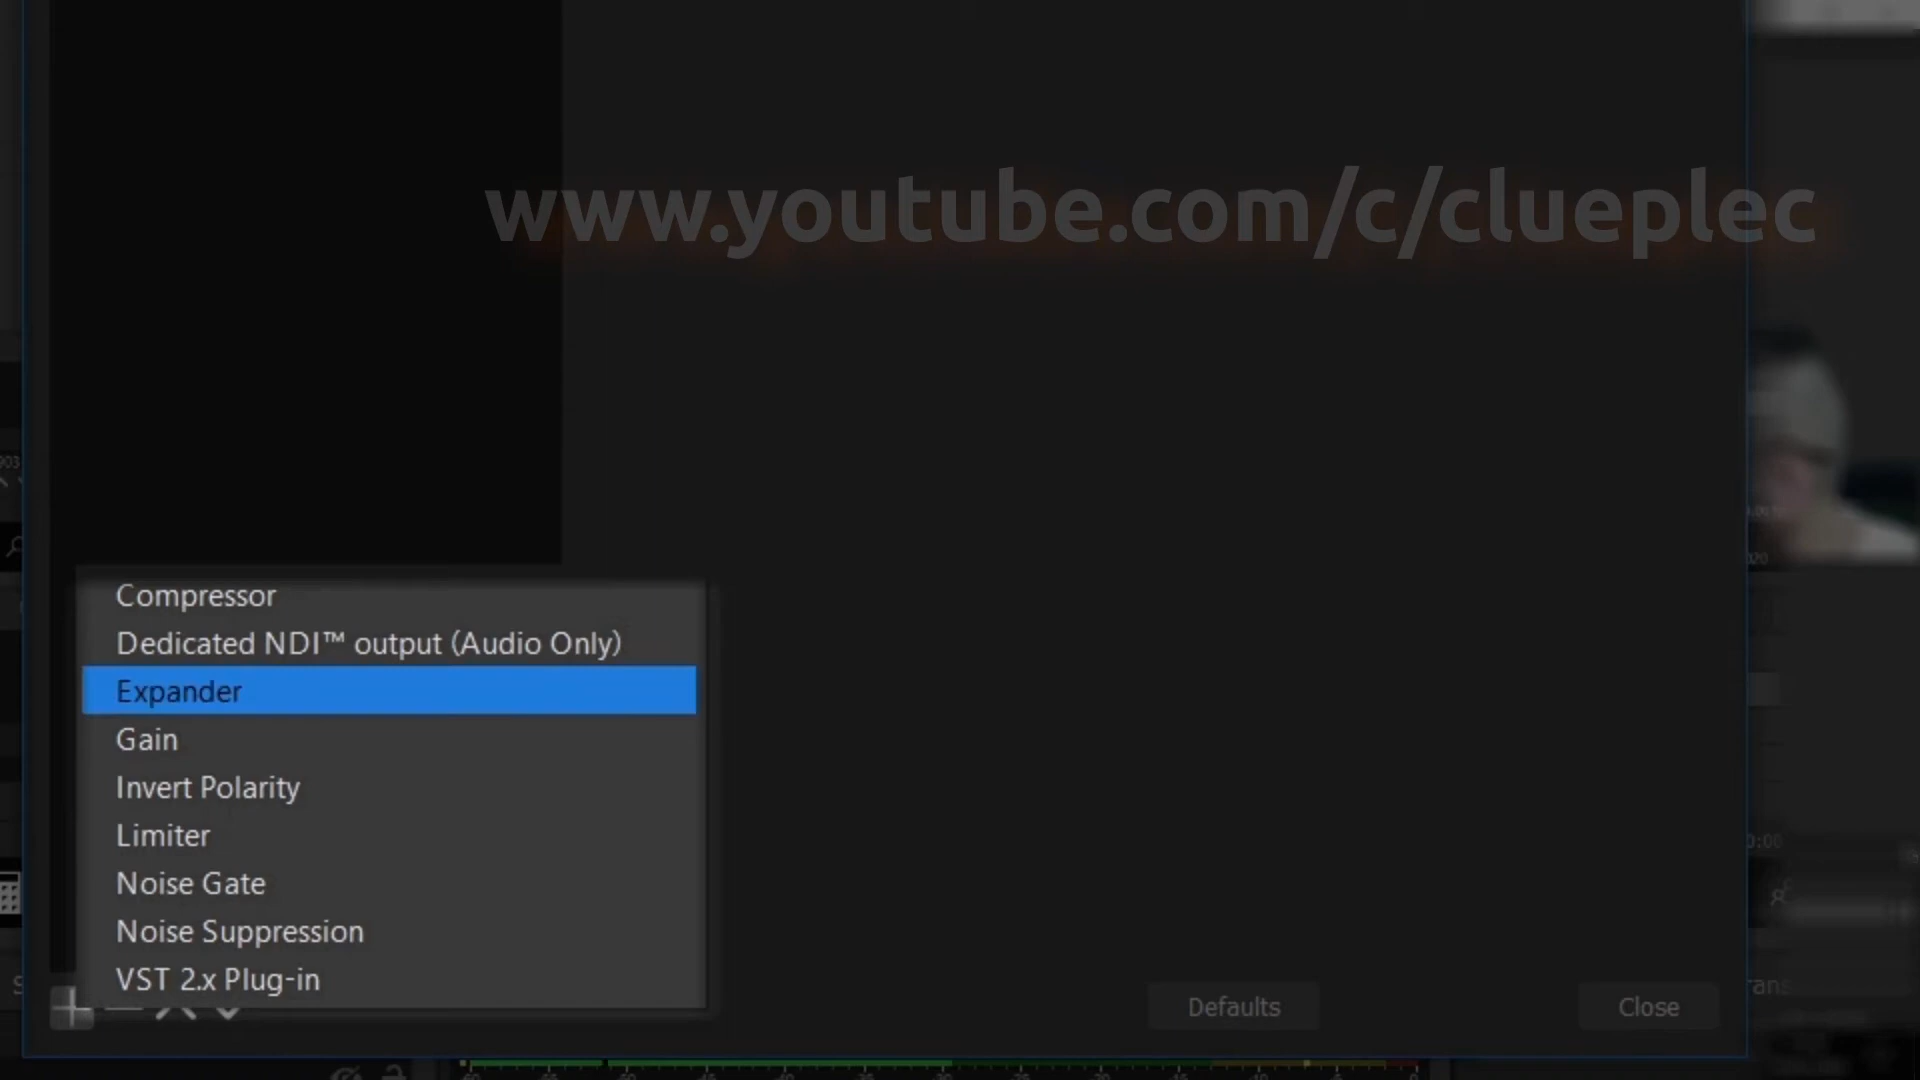 www.youtube.com/c/clueplec
903
Compressor
Dedicated NDI™ output (Audio Only)
Expander
Gain
Invert Polarity
Limiter
Noise Gate
Noise Suppression
VST 2.x Plug-in
Defaults
Close